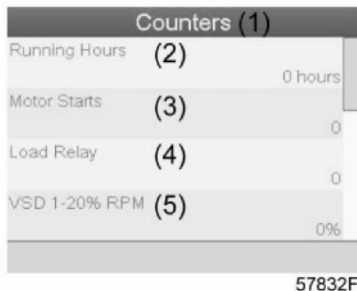 Counters (1)
Running Hours (2)
0 hours
Motor Starts (3)
0
Load Relay (4)
0
VSD 1-20% RPM (5)
0%
57832F